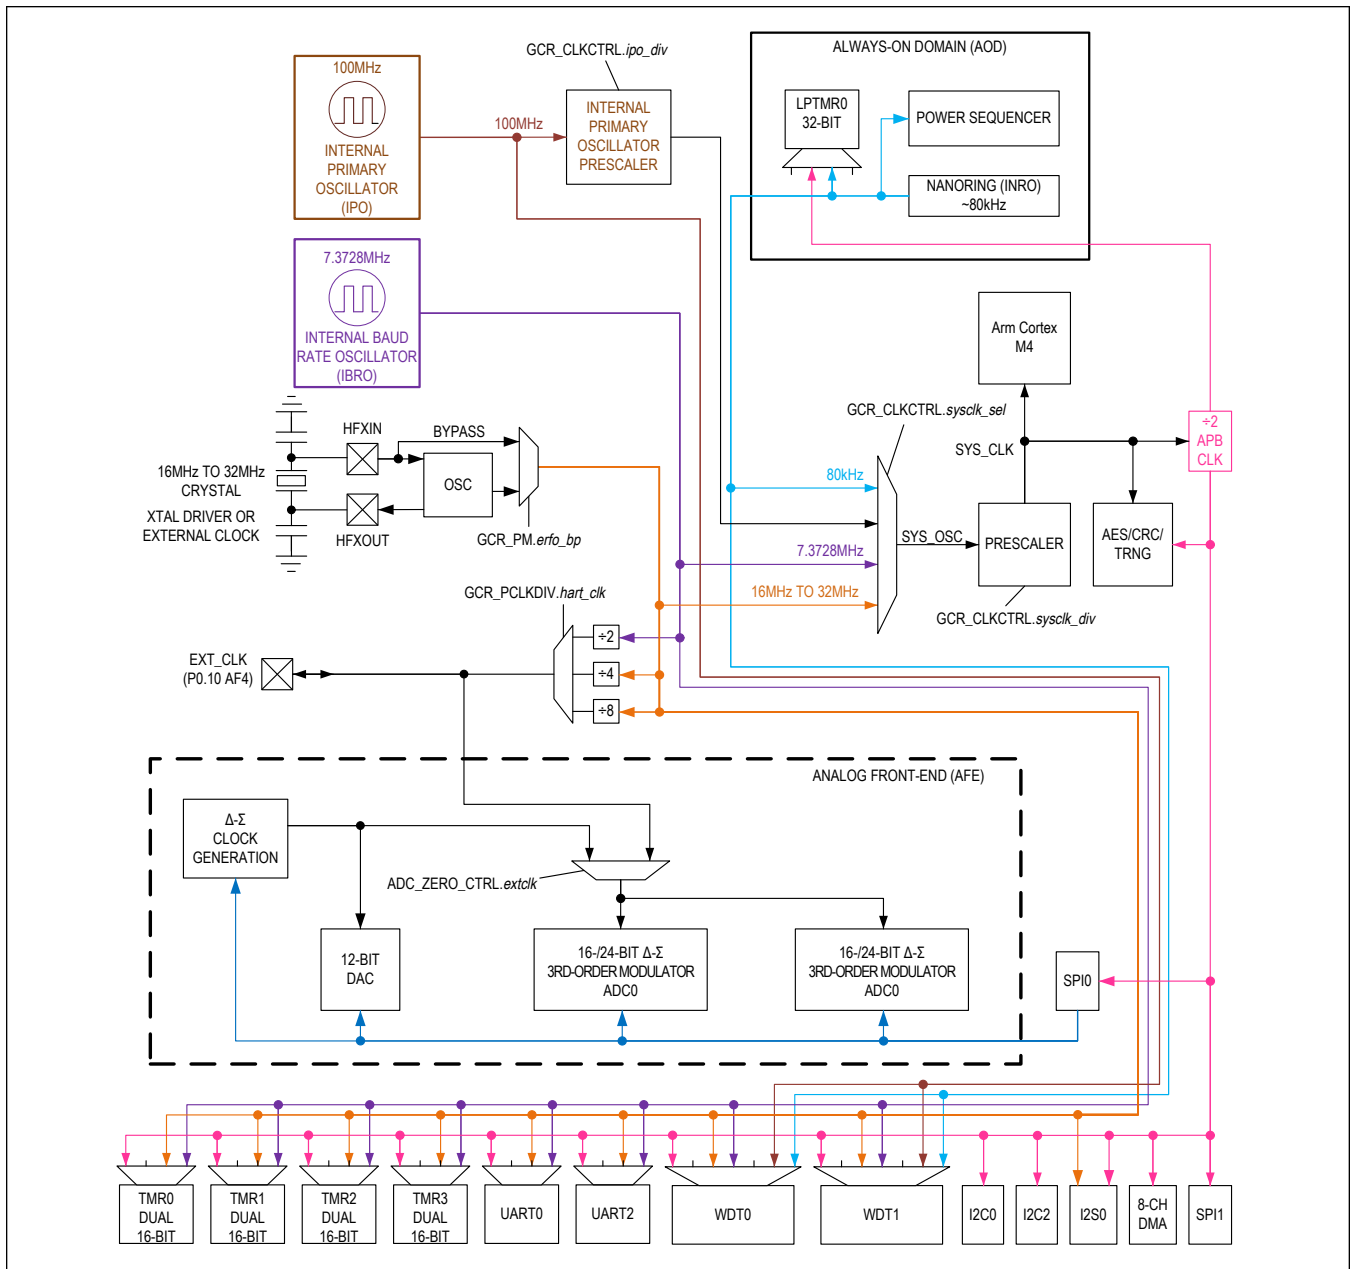 GCR_CLKCTRL.ipo_div
100MHz
INTERNAL
PRIMARY
OSCILLATOR
(IPO)
100MHz
INTERNAL
PRIMARY
OSCILLATOR
PRESCALER
ALWAYS-ON DOMAIN (AOD)
LPTMR0
32-BIT
POWER SEQUENCER
NANORING (INRO)
~80kHz
7.3728MHz
INTERNAL BAUD
RATE OSCILLATOR
(IBRO)
Arm Cortex
M4
GCR_CLKCTRL.sysclk_sel
SYS_CLK
÷2
APB
CLK
HFXIN
BYPASS
16MHz TO 32MHz
CRYSTAL
OSC
XTAL DRIVER OR
EXTERNAL CLOCK
HFXOUT
GCR_PM.erfo_bp
80kHz
SYS_OSC
PRESCALER
AES/CRC/
TRNG
7.3728MHz
16MHz TO 32MHz
GCR_CLKCTRL.sysclk_div
GCR_PCLKDIV.hart_clk
÷2
÷4
÷8
EXT_CLK
(P0.10 AF4)
ANALOG FRONT-END (AFE)
Δ-Σ
CLOCK
GENERATION
ADC_ZERO_CTRL.extclk
12-BIT
DAC
16-/24-BIT Δ-Σ
3RD-ORDER MODULATOR
ADC0
16-/24-BIT Δ-Σ
3RD-ORDER MODULATOR
ADC0
SPI0
TMR0
DUAL
16-BIT
TMR1
DUAL
16-BIT
TMR2
DUAL
16-BIT
TMR3
DUAL
16-BIT
UART0
UART2
WDT0
WDT1
I2C0
I2C2
I2S0
8-CH
DMA
SPI1